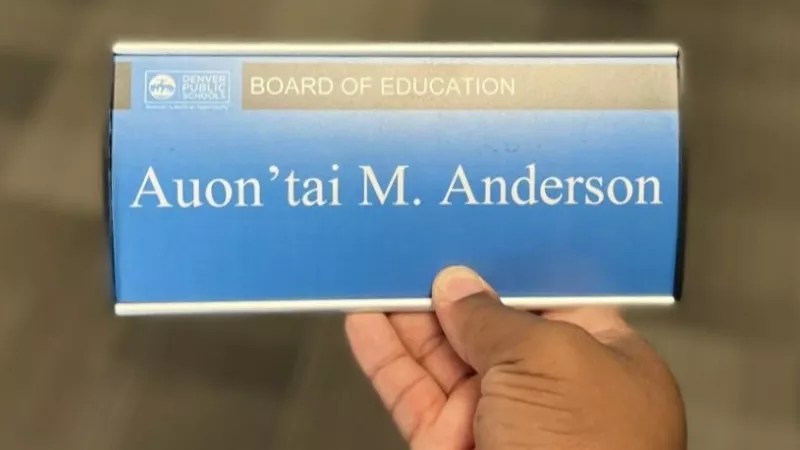 DENVER
PUBLIC
SCHOOLS
BOARD OF EDUCATION
Auon’tai M. Anderson